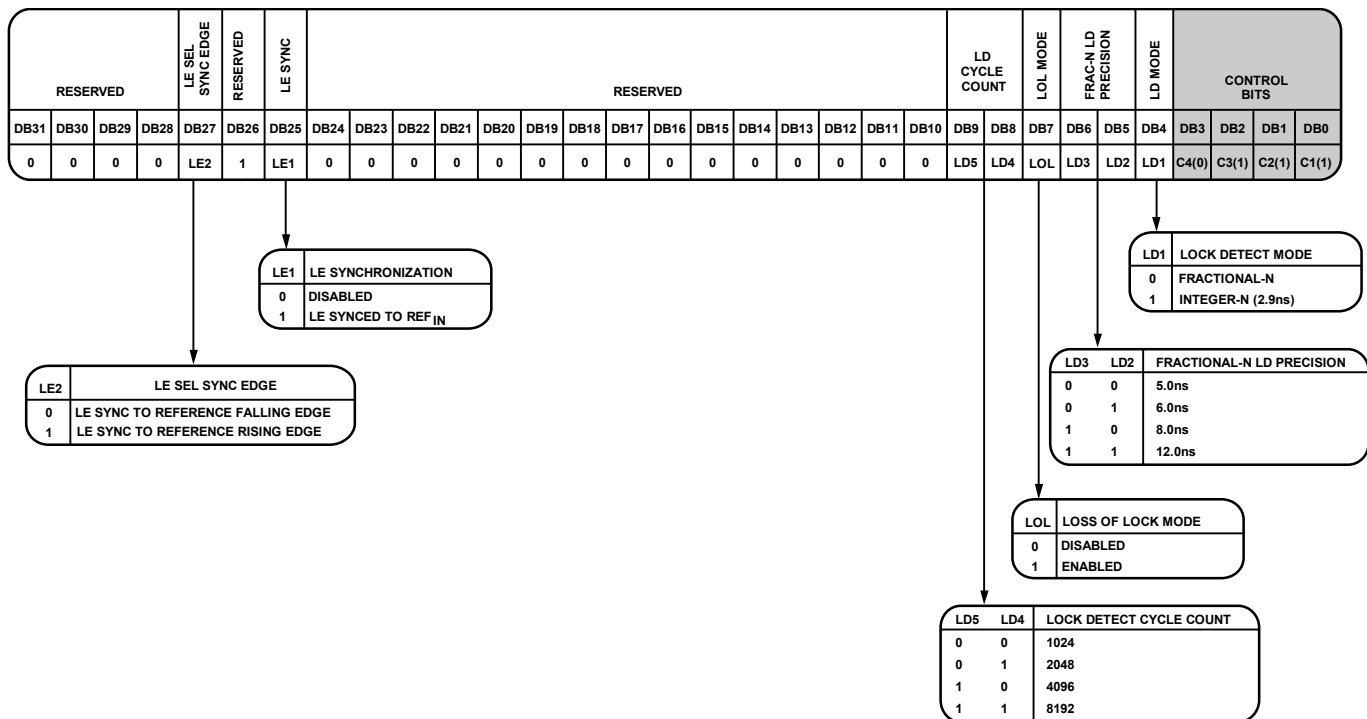 RESERVED LE SEL SYNC EDGE RESERVED LE SYNC RESERVED LD CYCLE COUNT LOL MODE FRAC-N LD PRECISION LD MODE CONTROL BITS
DB31 DB30 DB29 DB28 DB27 DB26 DB25 DB24 DB23 DB22 DB21 DB20 DB19 DB18 DB17 DB16 DB15 DB14 DB13 DB12 DB11 DB10 DB9 DB8 DB7 DB6 DB5 DB4 DB3 DB2 DB1 DB0
0 0 0 0 LE2 1 LE1 0 0 0 0 0 0 0 0 0 0 0 0 0 0 0 LD5 LD4 LOL LD3 LD2 LD1 C4(0) C3(1) C2(1) C1(1)
LE1 LE SYNCHRONIZATION
0 DISABLED
1 LE SYNCED TO REFIN
LD1 LOCK DETECT MODE
0 FRACTIONAL-N
1 INTEGER-N (2.9ns)
LE2 LE SEL SYNC EDGE
0 LE SYNC TO REFERENCE FALLING EDGE
1 LE SYNC TO REFERENCE RISING EDGE
LD3 LD2 FRACTIONAL-N LD PRECISION
0 0 5.0ns
0 1 6.0ns
1 0 8.0ns
1 1 12.0ns
LOL LOSS OF LOCK MODE
0 DISABLED
1 ENABLED
LD5 LD4 LOCK DETECT CYCLE COUNT
0 0 1024
0 1 2048
1 0 4096
1 1 8192